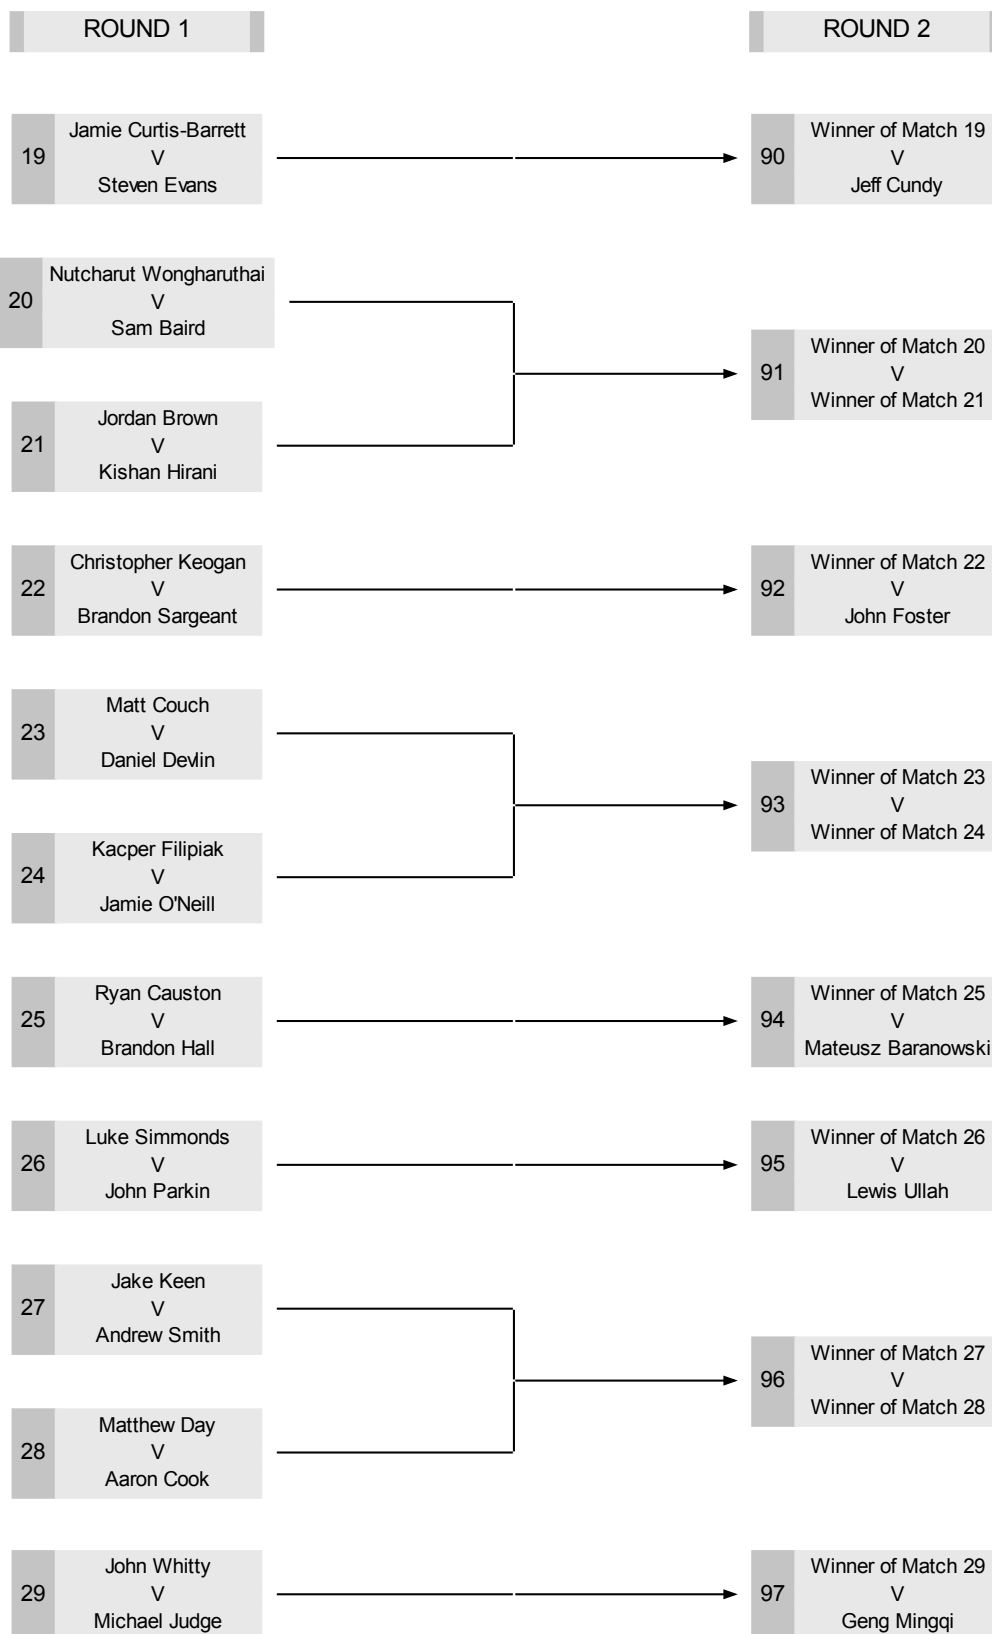 ROUND 1
ROUND 2
19
Jamie Curtis-Barrett
V
Steven Evans
90
Winner of Match 19
V
Jeff Cundy
20
Nutcharut Wongharuthai
V
Sam Baird
91
Winner of Match 20
V
Winner of Match 21
21
Jordan Brown
V
Kishan Hirani
22
Christopher Keogan
V
Brandon Sargeant
92
Winner of Match 22
V
John Foster
23
Matt Couch
V
Daniel Devlin
93
Winner of Match 23
V
Winner of Match 24
24
Kacper Filipiak
V
Jamie O'Neill
25
Ryan Causton
V
Brandon Hall
94
Winner of Match 25
V
Mateusz Baranowski
26
Luke Simmonds
V
John Parkin
95
Winner of Match 26
V
Lewis Ullah
27
Jake Keen
V
Andrew Smith
96
Winner of Match 27
V
Winner of Match 28
28
Matthew Day
V
Aaron Cook
29
John Whitty
V
Michael Judge
97
Winner of Match 29
V
Geng Mingqi